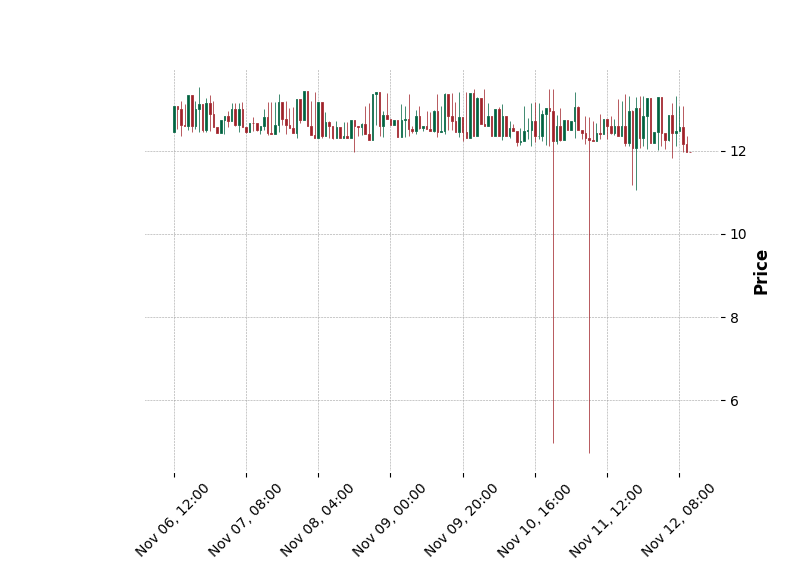 12
10
8
6
Price
Nov 06, 12:00
Nov 07, 08:00
Nov 08, 04:00
Nov 09, 00:00
Nov 09, 20:00
Nov 10, 16:00
Nov 11, 12:00
Nov 12, 08:00